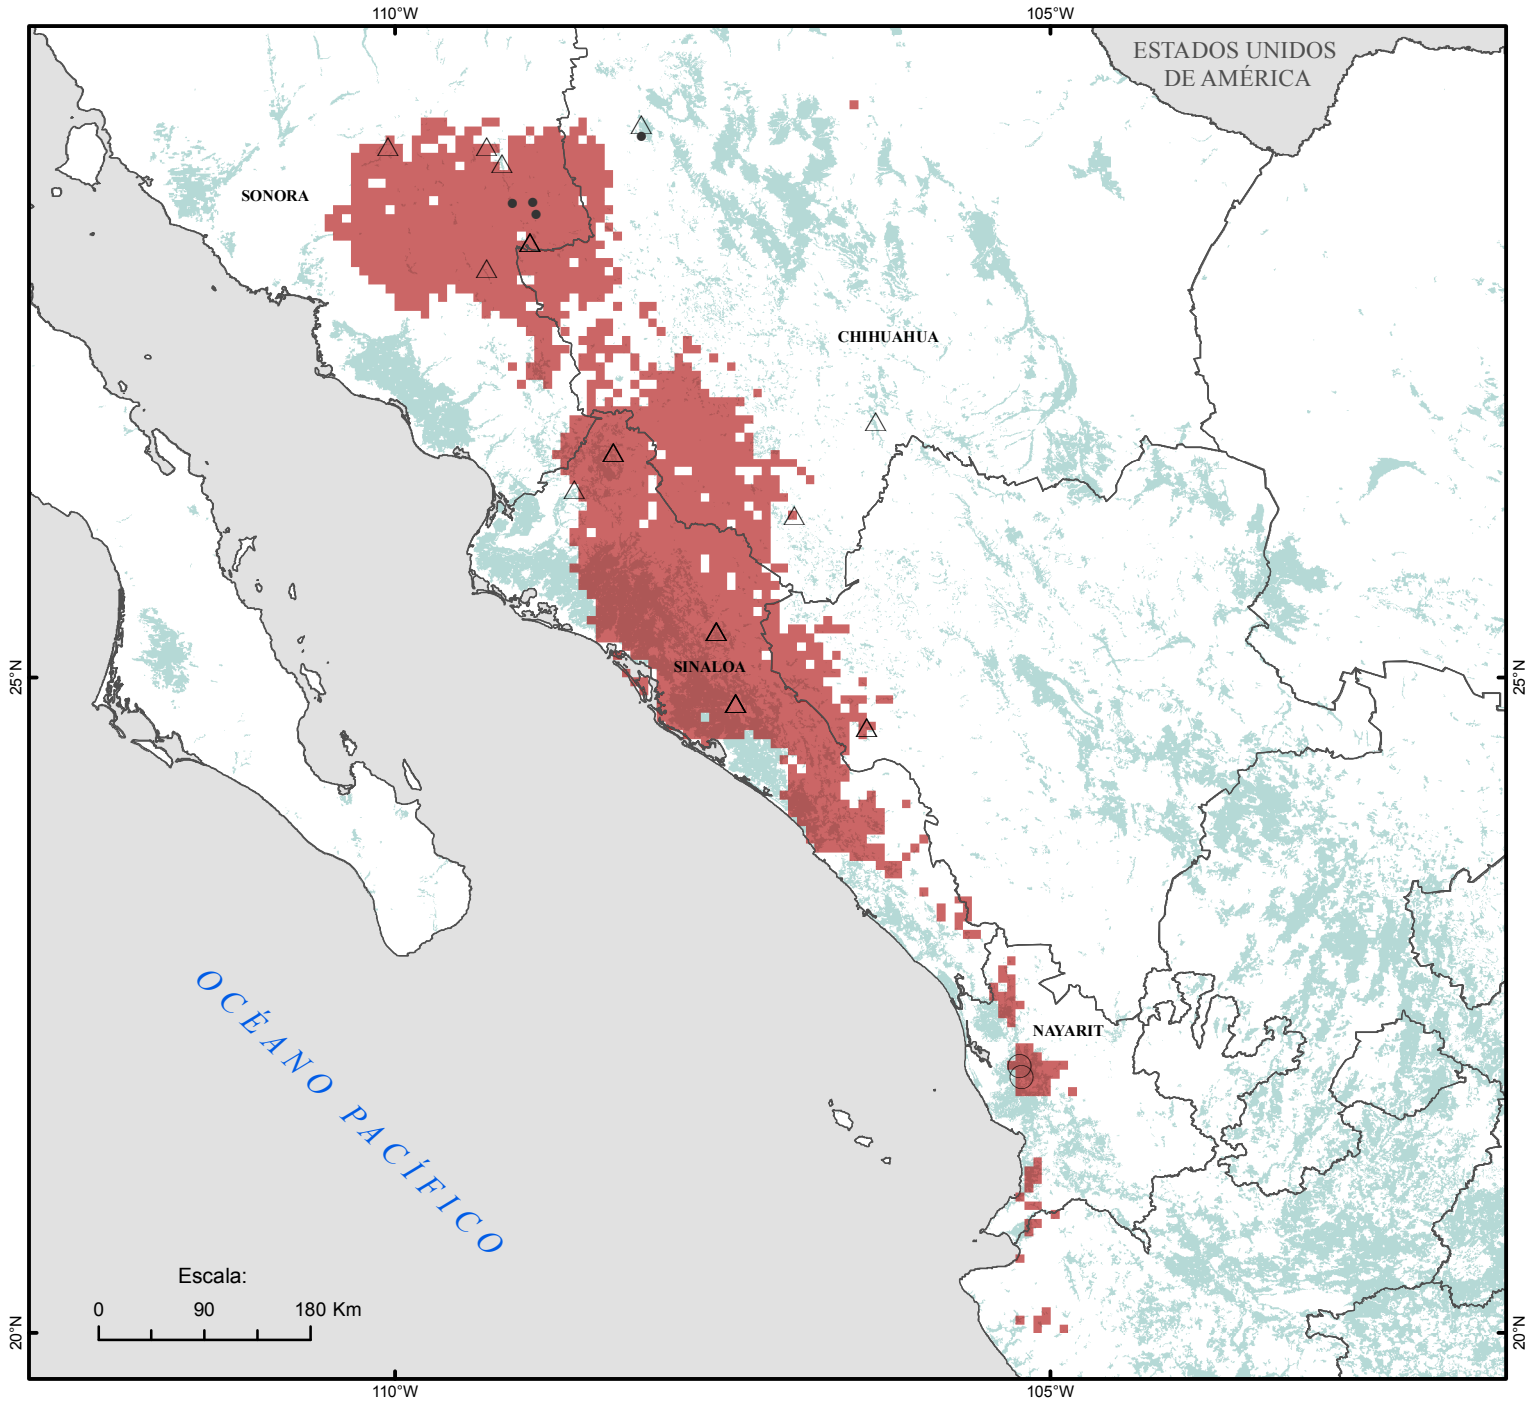 110°W
105°W
ESTADOS UNIDOS
DE AMÉRICA
SONORA
CHIHUAHUA
25°N
SINALOA
25°N
OCÉANO PACÍFICO
NAYARIT
Escala:
0 90 180 Km
20°N
20°N
110°W
105°W